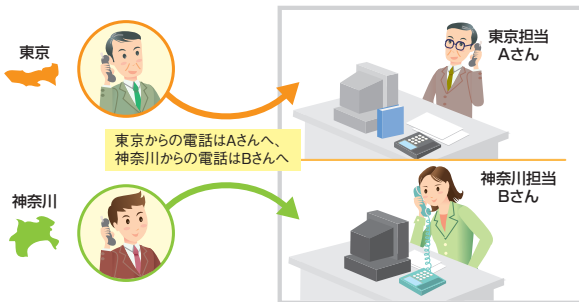 東京
東京担当
Aさん
東京からの電話はAさんへ、
神奈川からの電話はBさんへ
神奈川
神奈川担当
Bさん